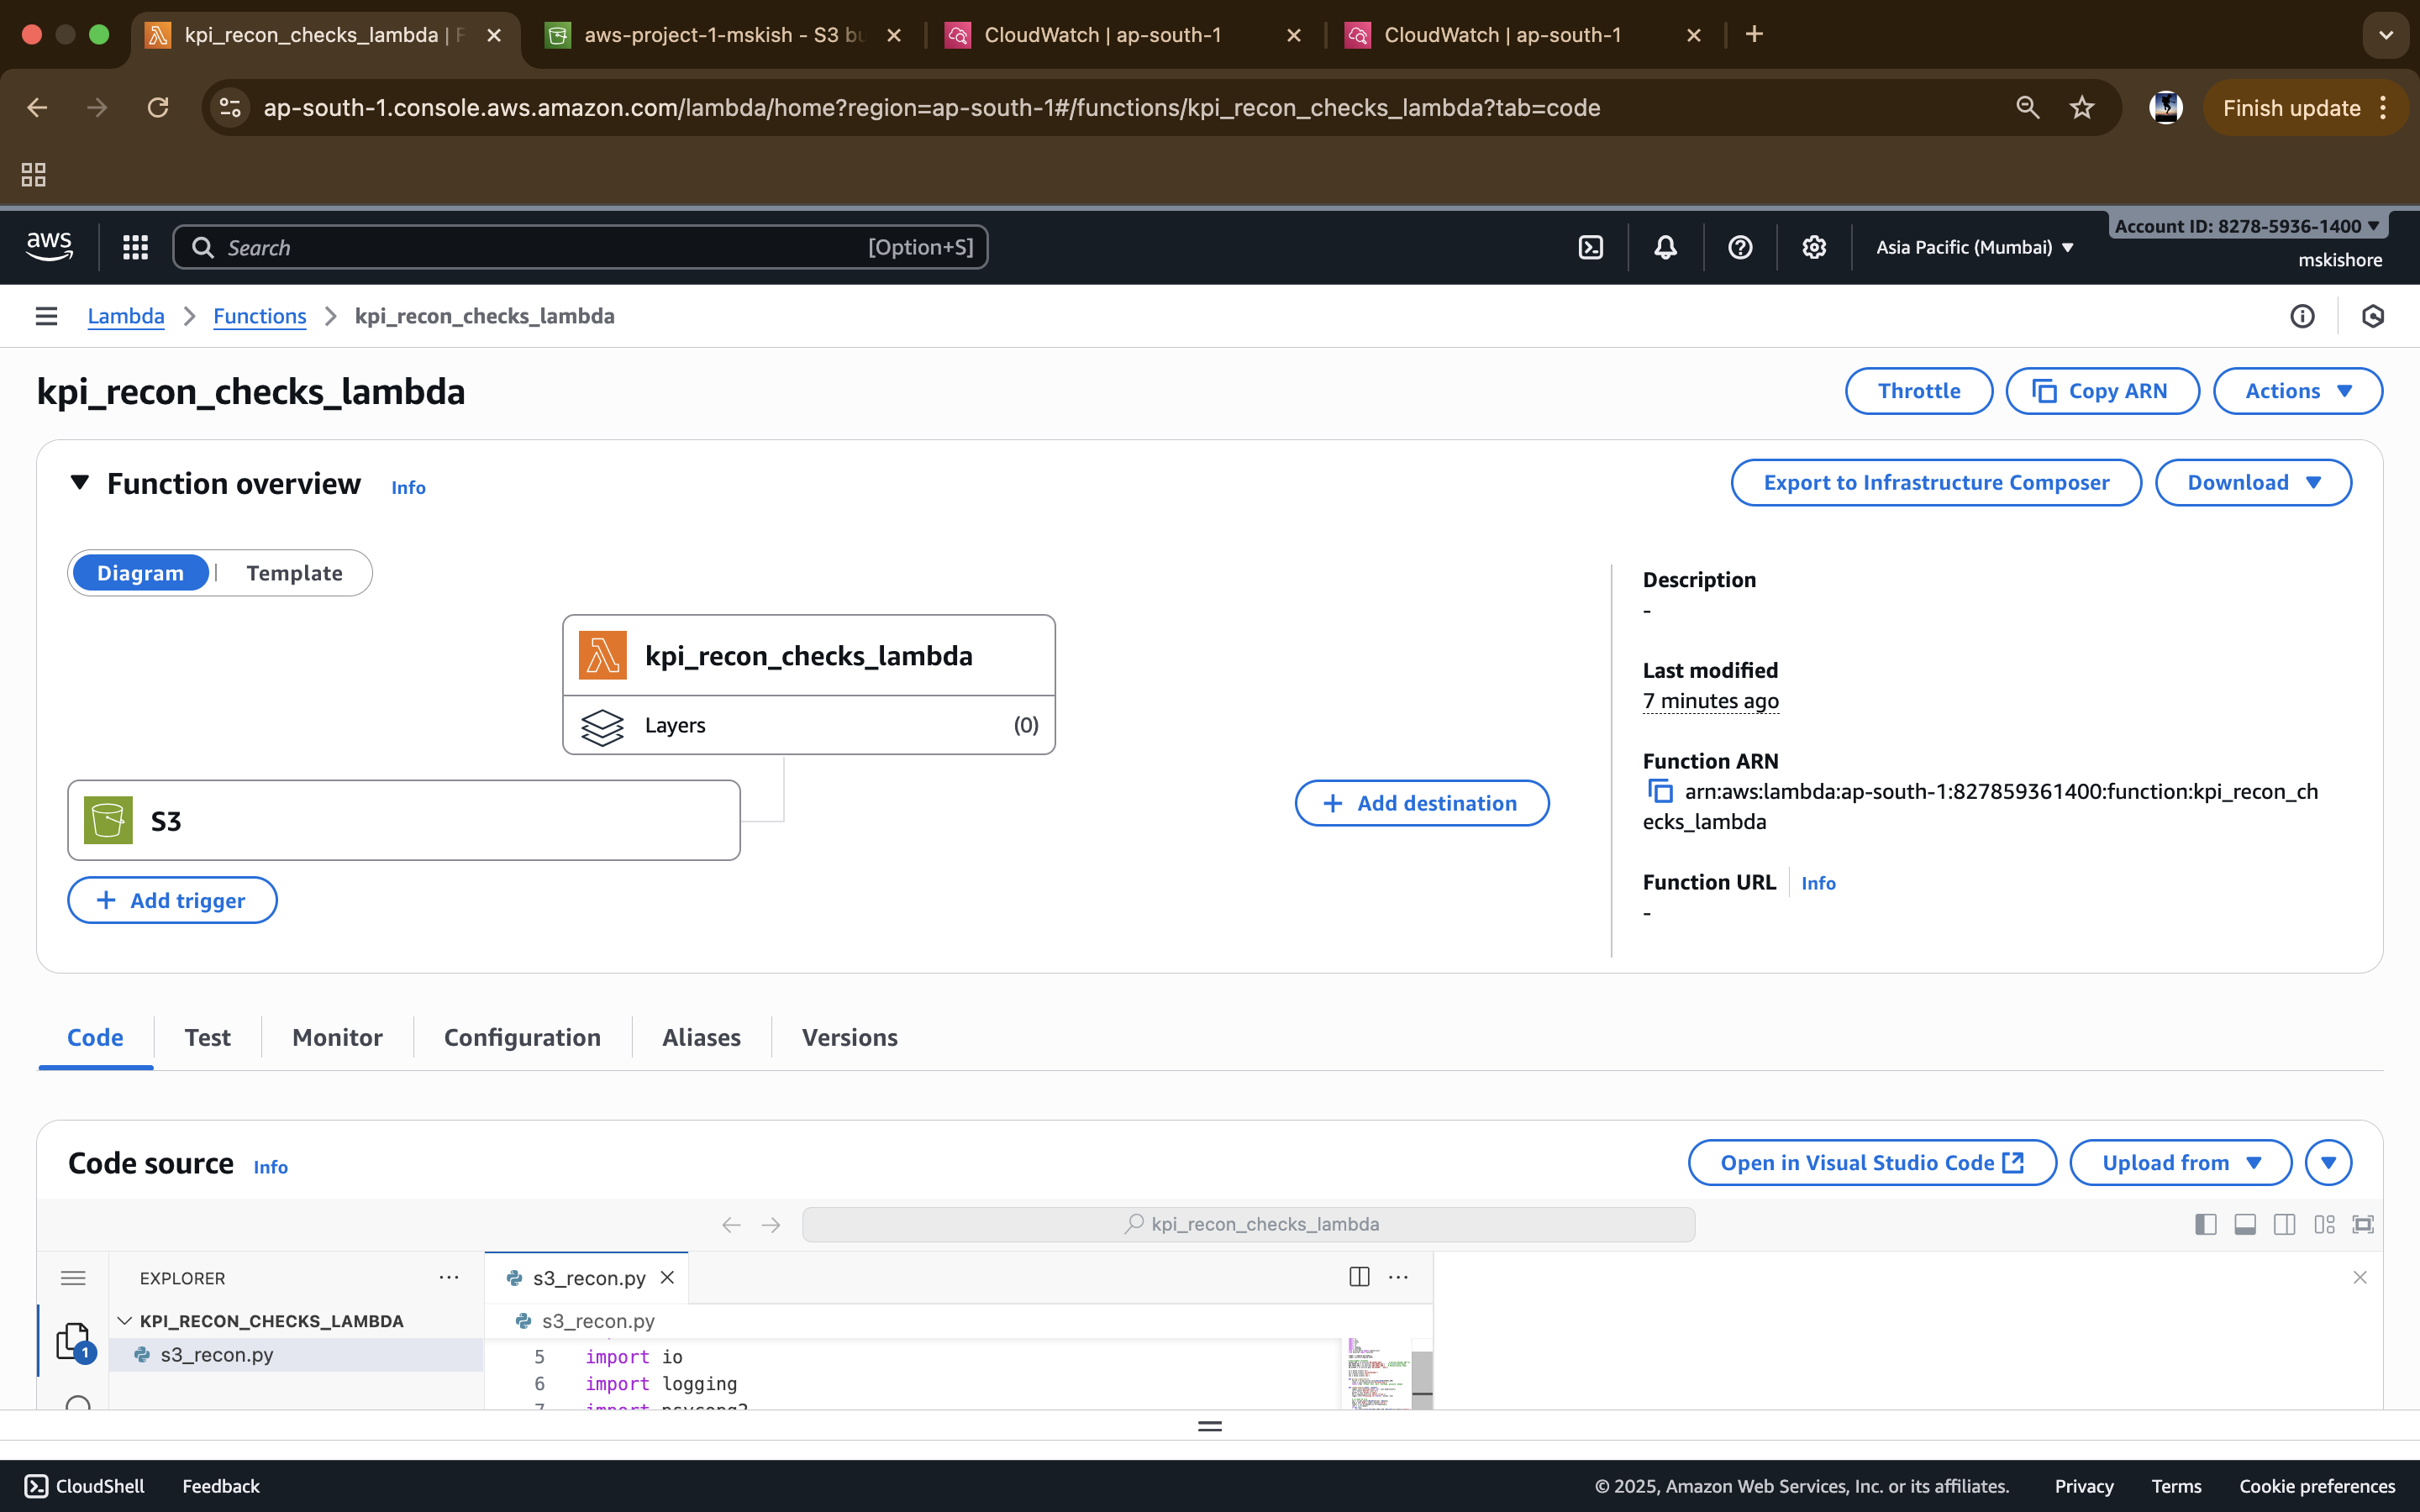 kpi_recon_checks_lambda | F
aws-project-1-mskish - S3 bu
CloudWatch | ap-south-1
CloudWatch | ap-south-1
ap-south-1.console.aws.amazon.com/lambda/home?region=ap-south-1#/functions/kpi_recon_checks_lambda?tab=code
Finish update
aws
Search
[Option+S]
Asia Pacific (Mumbai)
Account ID: 8278-5936-1400
mskishore
Lambda
Functions
kpi_recon_checks_lambda
kpi_recon_checks_lambda
Throttle
Copy ARN
Actions
Function overview
Info
Export to Infrastructure Composer
Download
Diagram
Template
kpi_recon_checks_lambda
Layers
(0)
S3
Add trigger
Add destination
Description
-
Last modified
7 minutes ago
Function ARN
arn:aws:lambda:ap-south-1:827859361400:function:kpi_recon_ch
ecks_lambda
Function URL
Info
-
Code
Test
Monitor
Configuration
Aliases
Versions
Code source
Info
Open in Visual Studio Code
Upload from
kpi_recon_checks_lambda
EXPLORER
KPI_RECON_CHECKS_LAMBDA
1
s3_recon.py
s3_recon.py
s3_recon.py
5 import io
6 import logging
7 import psycopg2
CloudShell
Feedback
© 2025, Amazon Web Services, Inc. or its affiliates.
Privacy
Terms
Cookie preferences